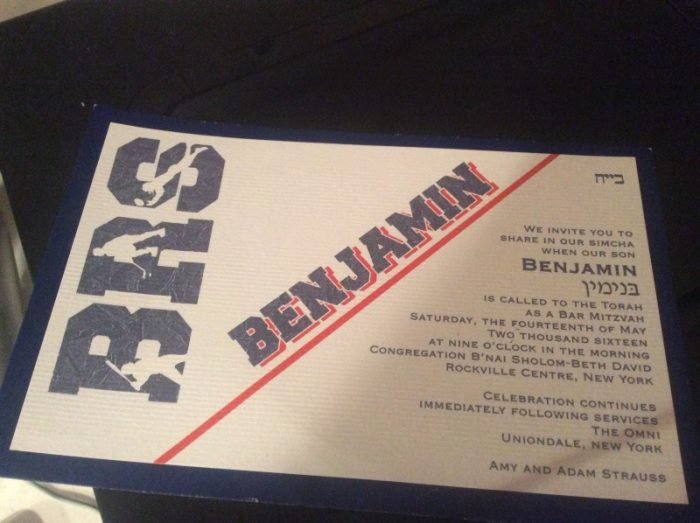 BRS
BENJAMIN
ב״ה
WE INVITE YOU TO
SHARE IN OUR SIMCHA
WHEN OUR SON
BENJAMIN
בנימין
IS CALLED TO THE TORAH
AS A BAR MITZVAH
SATURDAY, THE FOURTEENTH OF MAY
TWO THOUSAND SIXTEEN
AT NINE O'CLOCK IN THE MORNING
CONGREGATION B'NAI SHOLOM-BETH DAVID
ROCKVILLE CENTRE, NEW YORK
CELEBRATION CONTINUES
IMMEDIATELY FOLLOWING SERVICES
THE OMNI
UNIONDALE, NEW YORK
AMY AND ADAM STRAUSS